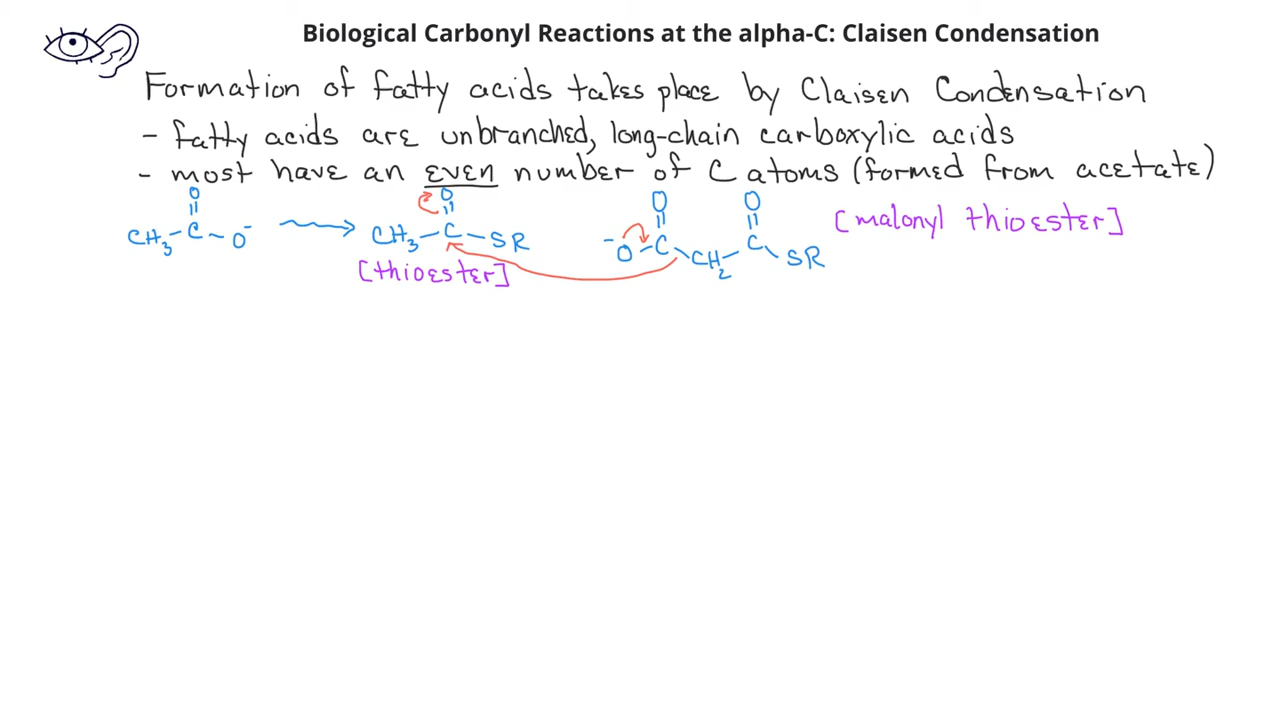 Biological Carbonyl Reactions at the alpha-C: Claisen Condensation
Formation of fatty acids takes place by Claisen Condensation
- fatty acids are unbranched, long-chain carboxylic acids
- most have an even number of C atoms (formed from acetate)
O O O O
CH3-C-O- CH3-C-SR -O-C-CH2-C-SR [malonyl thioester]
[thioester]